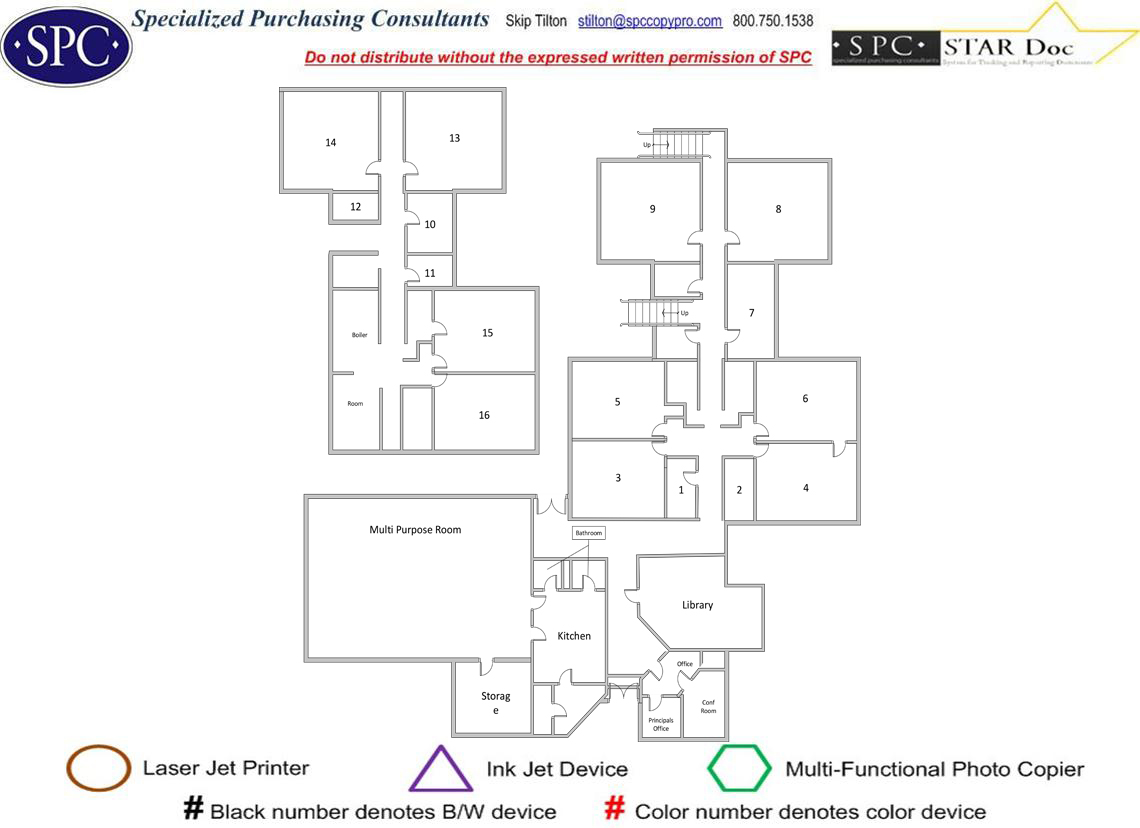 Specialized Purchasing Consultants Skip Tilton stilton@spccopypro.com 800.750.1538
·SPC·
Do not distribute without the expressed written permission of SPC
·SPC· STAR Doc
specialized purchasing consultants System for Tracking and Reporting Documents
14
13
12
10
11
Boiler
Room
15
16
Up
9
8
7
Up
5
6
3
4
1
2
Multi Purpose Room
Bathroom
Kitchen
Library
Office
Storag
e
Conf
Room
Principals
Office
Laser Jet Printer
Ink Jet Device
Multi-Functional Photo Copier
# Black number denotes B/W device
# Color number denotes color device